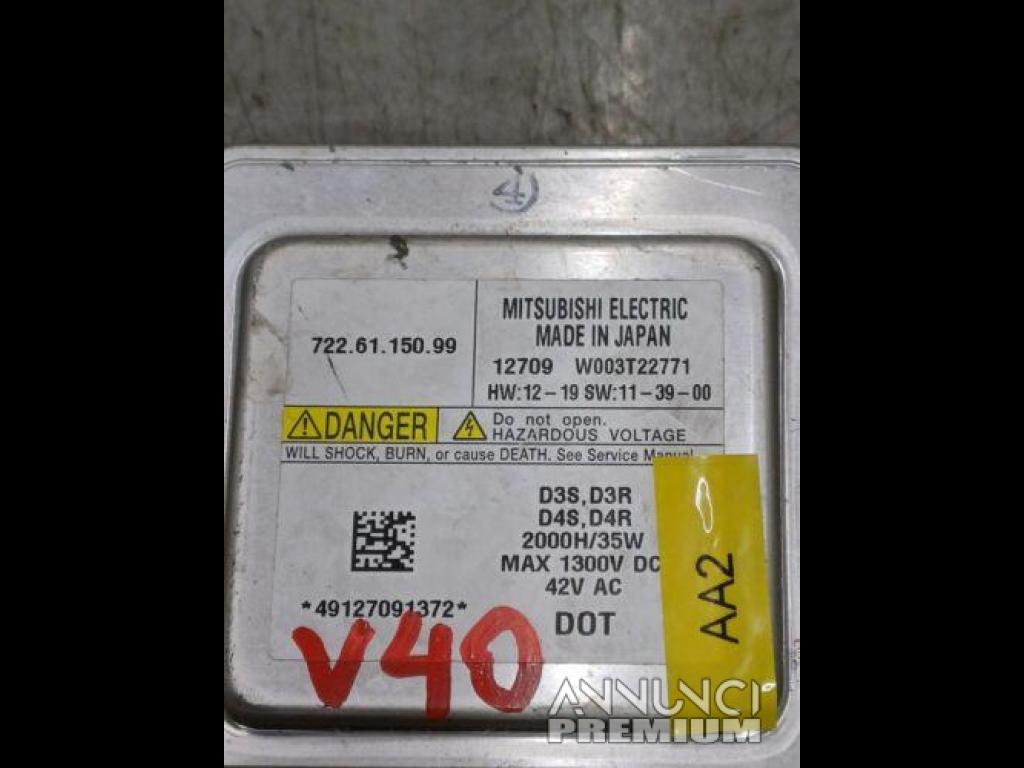 4
722.61.150.99
MITSUBISHI ELECTRIC
MADE IN JAPAN
12709 W003T22771
HW:12-19 SW:11-39-00
DANGER
Do not open.
HAZARDOUS VOLTAGE
WILL SHOCK, BURN, or cause DEATH. See Service Manual
D3S,D3R
D4S,D4R
2000H/35W
MAX 1300V DC
42V AC
*49127091372*
DOT
V40
AA2
ANNUNCI
PREMIUM